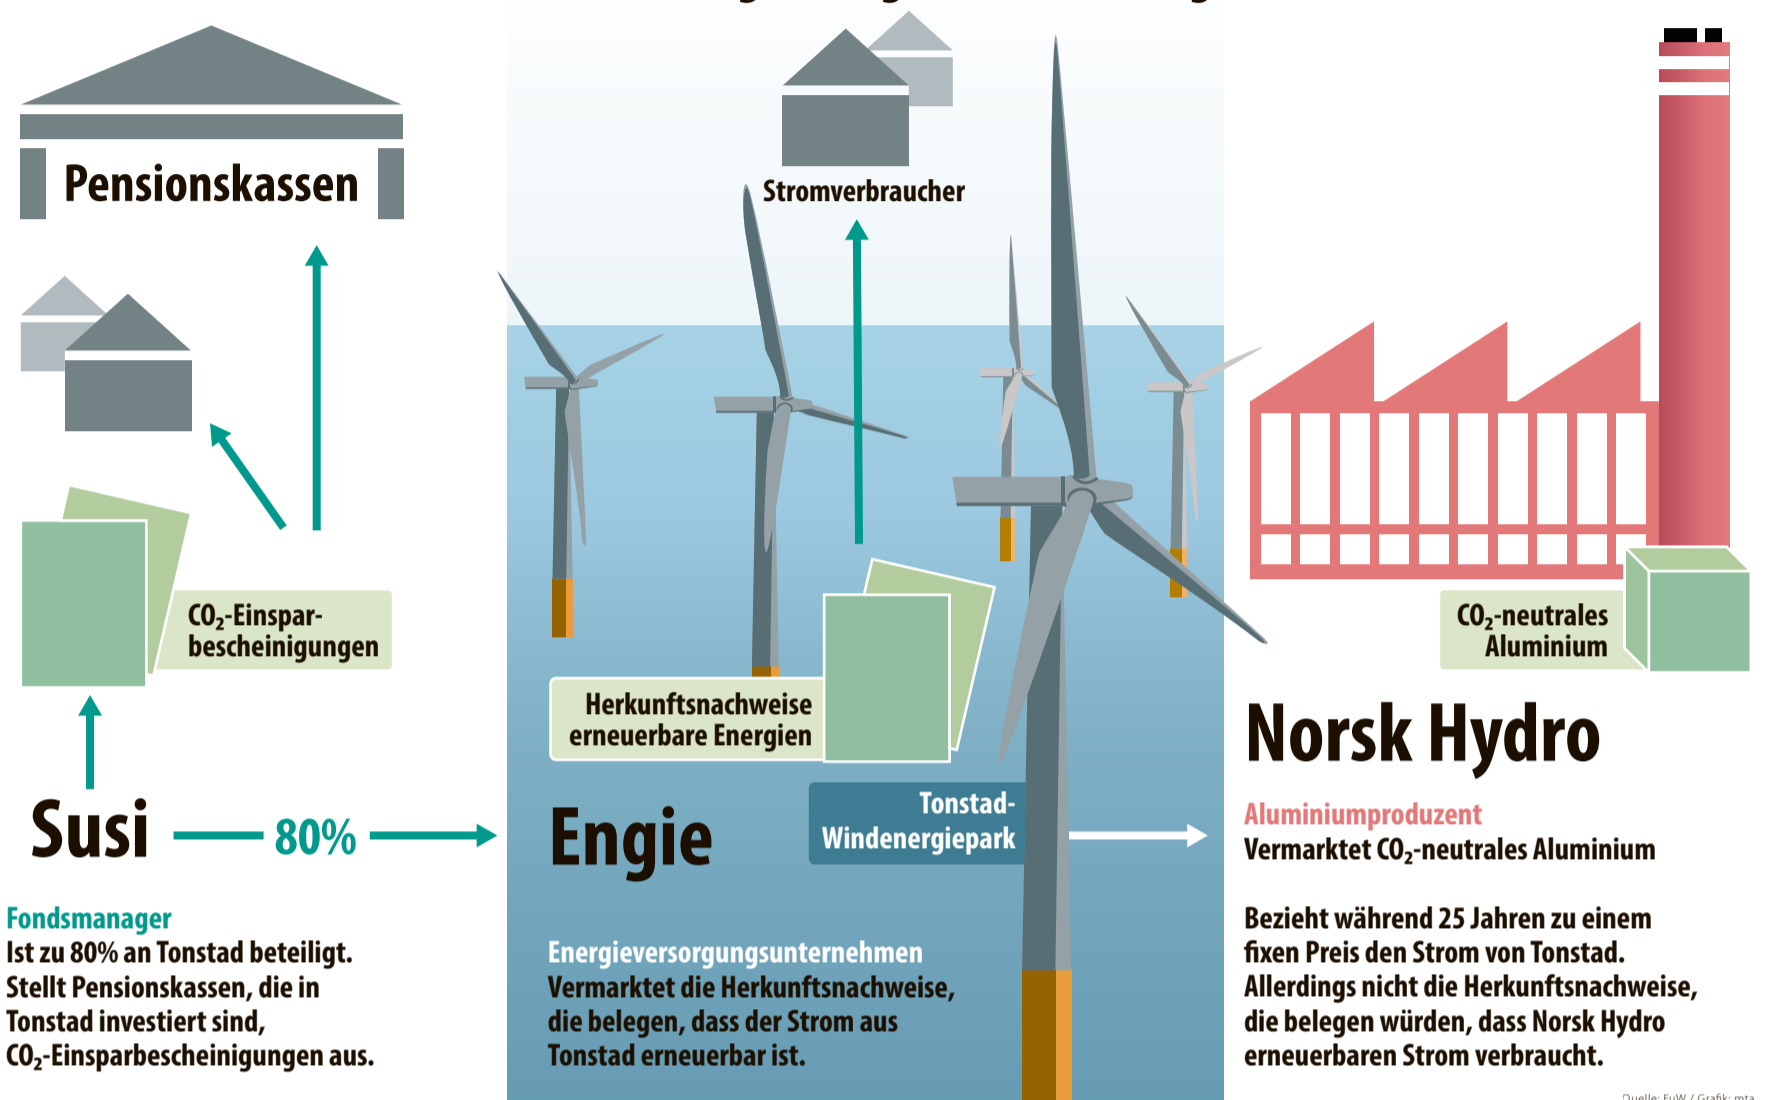 Pensionskassen
CO₂-Einspar-
bescheinigungen
Susi
80%
Fondsmanager
Ist zu 80% an Tonstad beteiligt.
Stellt Pensionskassen, die in
Tonstad investiert sind,
CO₂-Einsparbescheinigungen aus.
Stromverbraucher
Herkunftsnachweise
erneuerbare Energien
Engie
Tonstad-
Windenergiepark
Energieversorgungsunternehmen
Vermarktet die Herkunftsnachweise,
die belegen, dass der Strom aus
Tonstad erneuerbar ist.
CO₂-neutrales
Aluminium
Norsk Hydro
Aluminiumproduzent
Vermarktet CO₂-neutrales Aluminium
Bezieht während 25 Jahren zu einem
fixen Preis den Strom von Tonstad.
Allerdings nicht die Herkunftsnachweise,
die belegen würden, dass Norsk Hydro
erneuerbaren Strom verbraucht.
Quelle: FuW / Grafik: mta